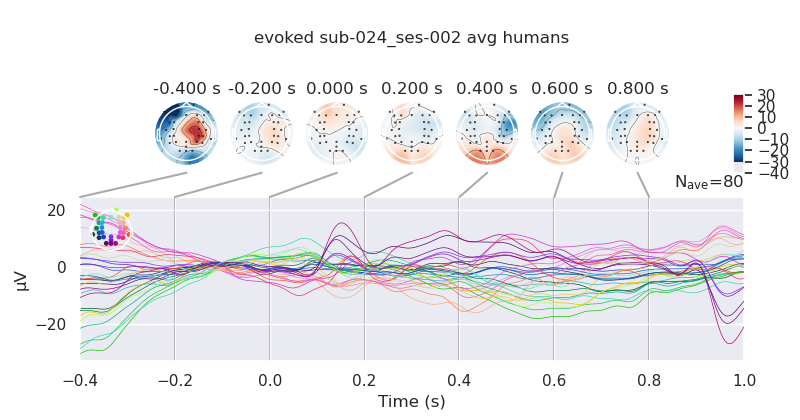 evoked sub-024_ses-002 avg humans
-0.400 s -0.200 s 0.000 s 0.200 s 0.400 s 0.600 s 0.800 s
30
20
10
0
−10
−20
−30
−40
Nave=80
20
0
−20
µV
−0.4 −0.2 0.0 0.2 0.4 0.6 0.8 1.0
Time (s)